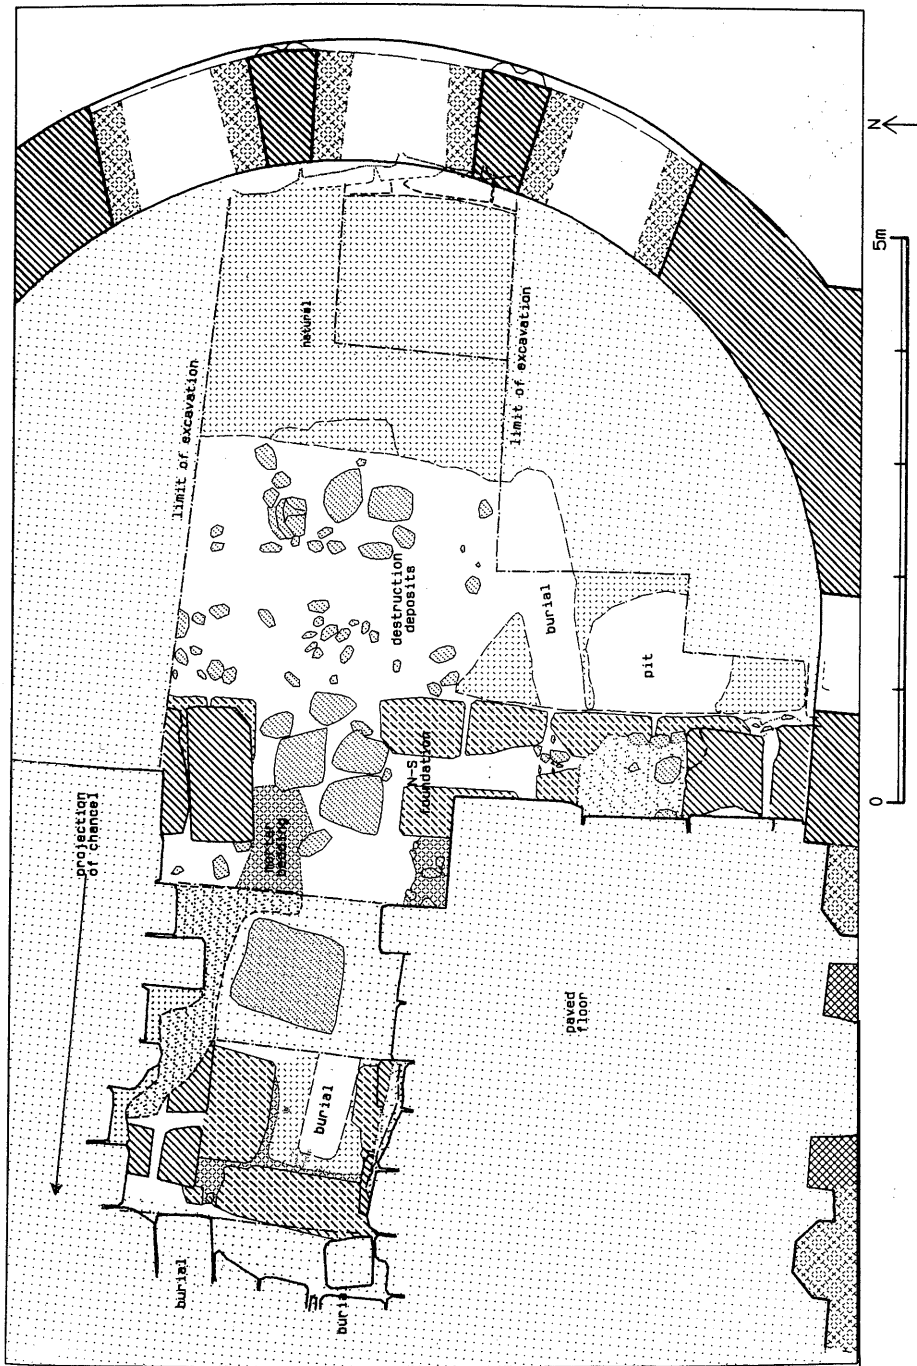 N
5m
0
limit of excavation
natural
limit of excavation
destruction
deposits
burial
pit
N-S
foundation
projection
of chancel
mortar
bedding
paved
floor
burial
burial
burial